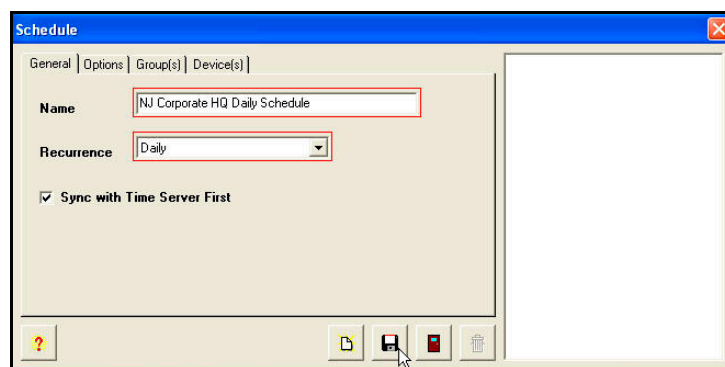 Schedule
General Options Group(s) Device(s)
Name NJ Corporate HQ Daily Schedule
Recurrence Daily
Sync with Time Server First
?